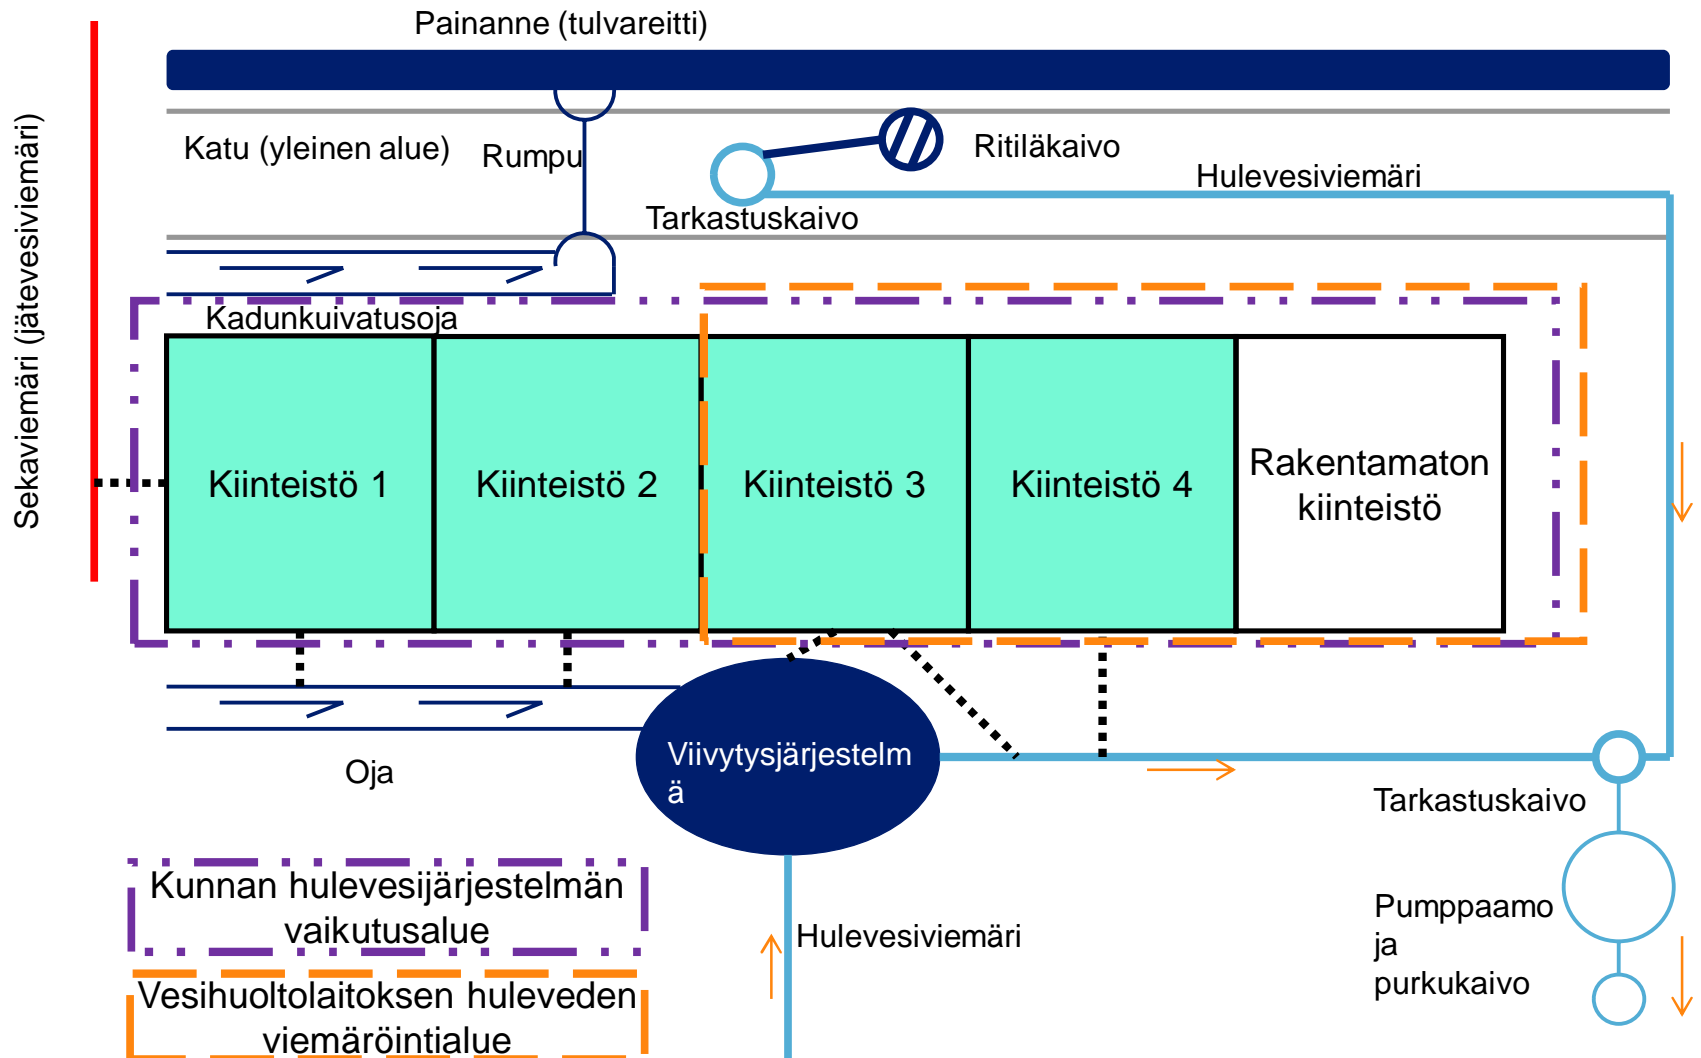 Painanne (tulvareitti)
Sekaviemäri (jätevesiviemäri)
Katu (yleinen alue)
Rumpu
Ritiläkaivo
Hulevesiviemäri
Tarkastuskaivo
Kadunkuivatusoja
Kiinteistö 1
Kiinteistö 2
Kiinteistö 3
Kiinteistö 4
Rakentamaton
kiinteistö
Oja
Viivytysjärjestelm
ä
Tarkastuskaivo
Kunnan hulevesijärjestelmän
vaikutusalue
Hulevesiviemäri
Pumppaamo
ja
purkukaivo
Vesihuoltolaitoksen huleveden
viemäröintialue